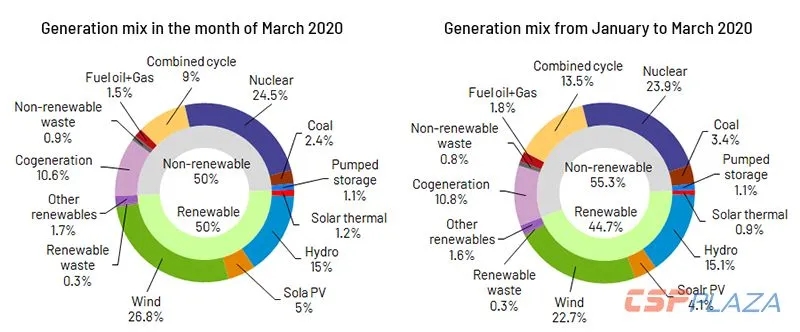 Generation mix in the month of March 2020
Combined cycle
9%
Fuel oil+Gas
1.5%
Nuclear
24.5%
Non-renewable
waste
0.9%
Coal
2.4%
Cogeneration
10.6%
Non-renewable
50%
Pumped
storage
1.1%
Other
renewables
1.7%
Renewable
50%
Solar thermal
1.2%
Renewable
waste
0.3%
Hydro
15%
Wind
26.8%
Sola PV
5%
Generation mix from January to March 2020
Combined cycle
13.5%
Fuel oil+Gas
1.8%
Nuclear
23.9%
Non-renewable
waste
0.8%
Coal
3.4%
Cogeneration
10.8%
Non-renewable
55.3%
Pumped
storage
1.1%
Other
renewables
1.6%
Renewable
44.7%
Solar thermal
0.9%
Renewable
waste
0.3%
Hydro
15.1%
Wind
22.7%
Soalr PV
4.1%
CSPPLAZA